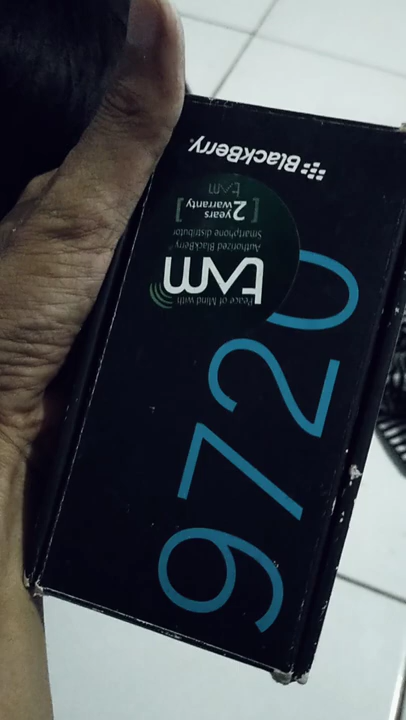 BlackBerry.
Peace of Mind with
tam
Authorized BlackBerry®
Smartphone distributor
[ 2 years warranty ]
tam
9720